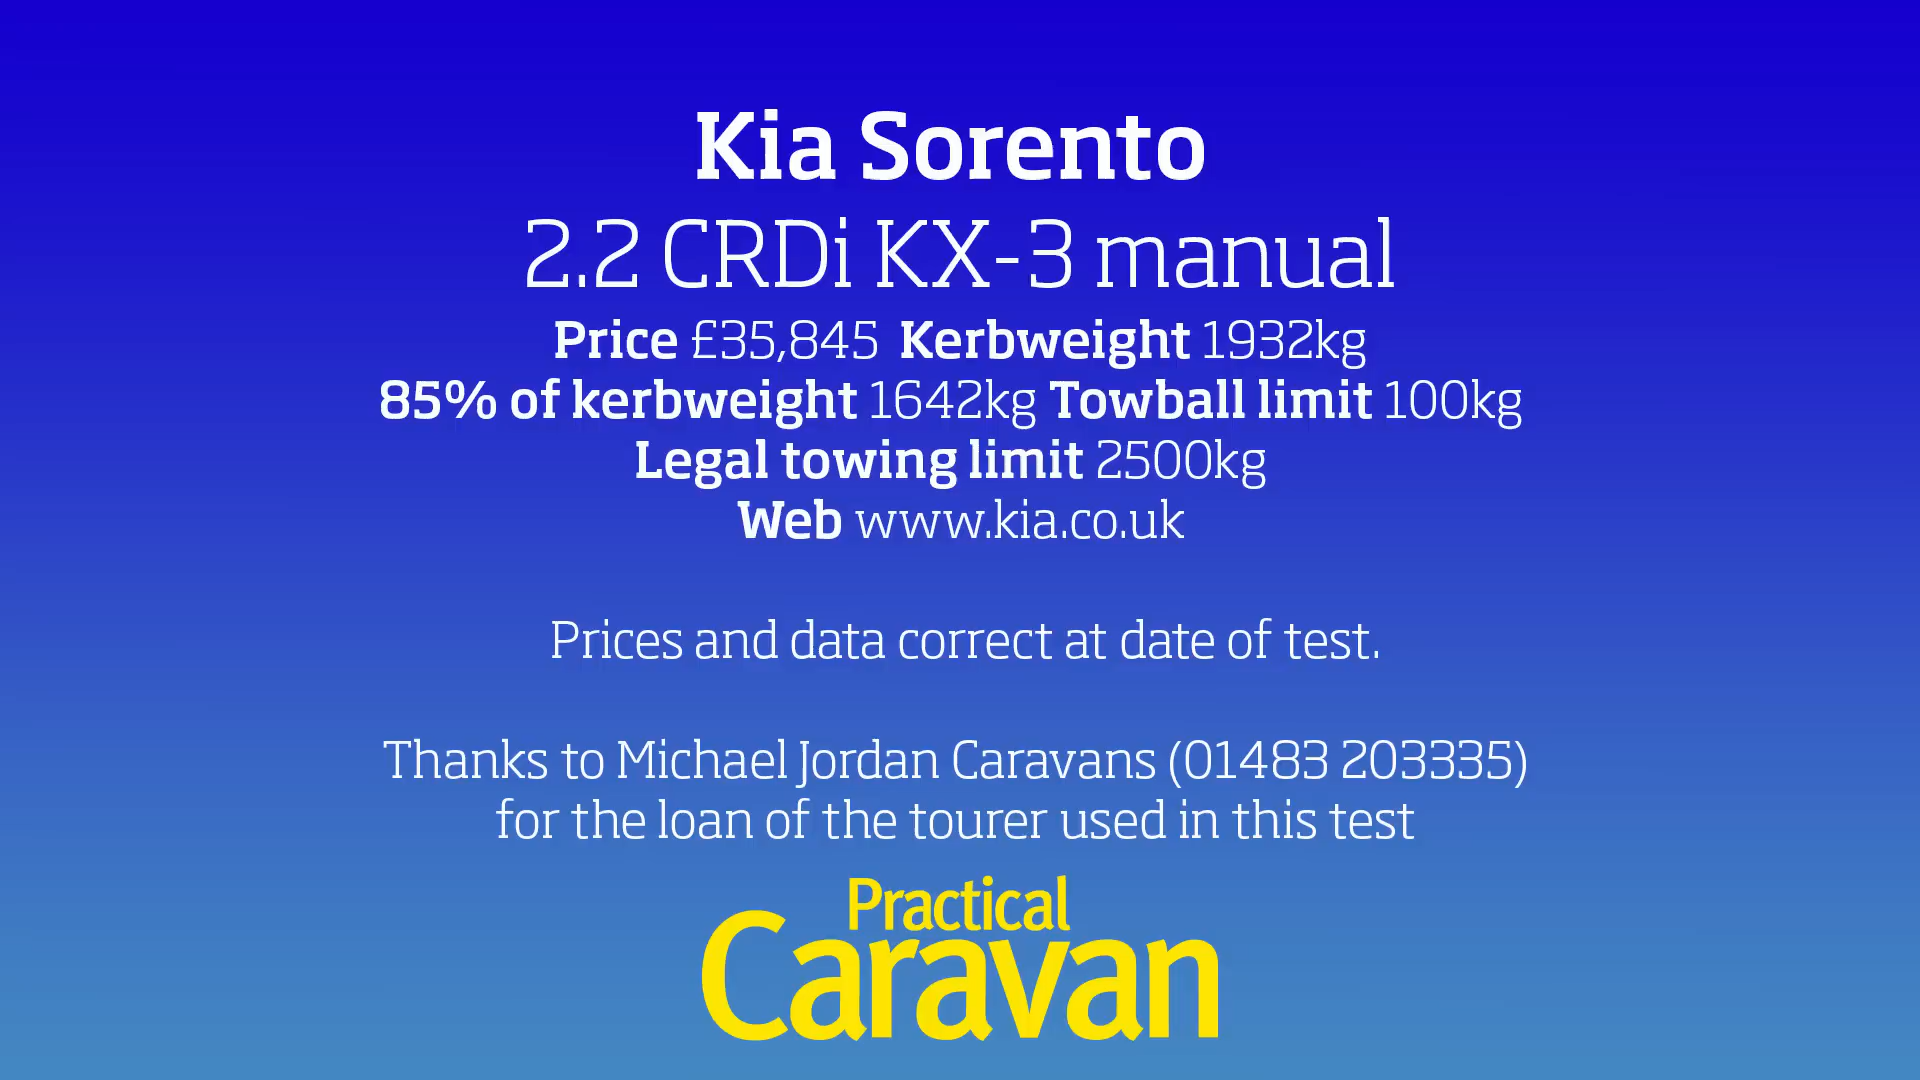 Kia Sorento
2.2 CRDi KX-3 manual
Price £35,845 Kerbweight 1932kg
85% of kerbweight 1642kg Towball limit 100kg
Legal towing limit 2500kg
Web www.kia.co.uk
Prices and data correct at date of test.
Thanks to Michael Jordan Caravans (01483 203335)
for the loan of the tourer used in this test
Practical
Caravan